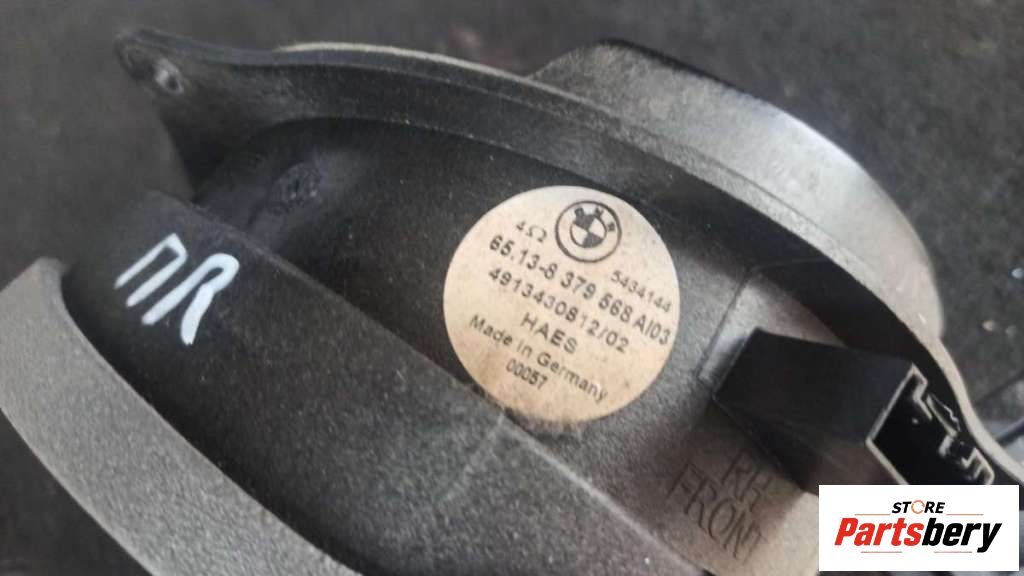 ПR
4Ω
5434144
65.13-8 379 568 AI03
4913430812/02
HAES
Made in Germany
00057
RH
FRONT
STORE
Partsbery